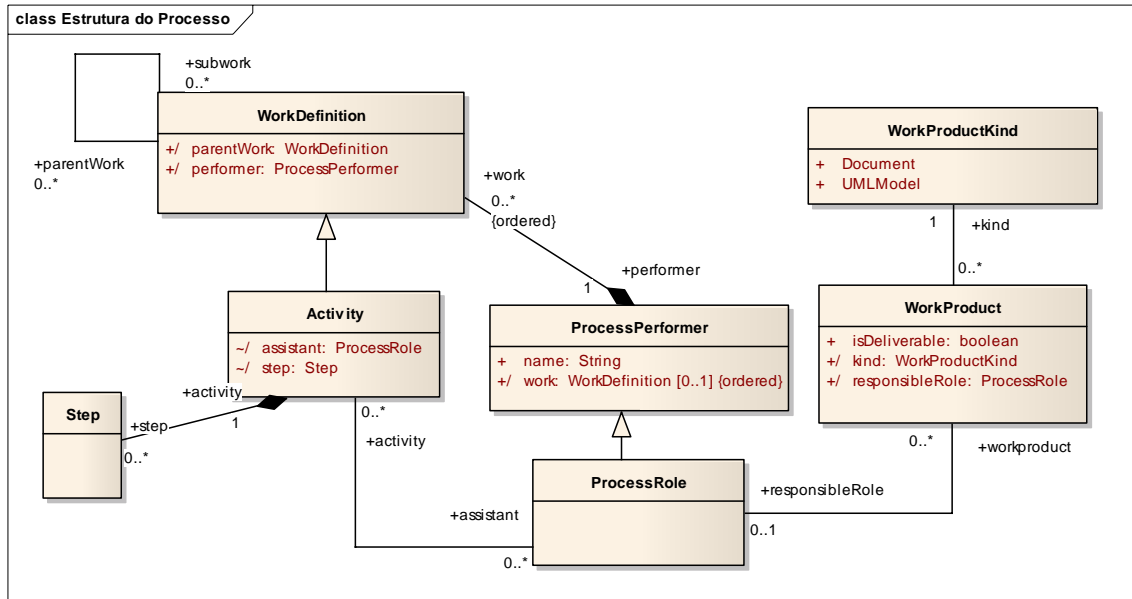 class Estrutura do Processo
+subwork
0..*
WorkDefinition
+/ parentWork: WorkDefinition
+/ performer: ProcessPerformer
+parentWork
0..*
+work
0..*
{ordered}
WorkProductKind
+ Document
+ UMLModel
1
+kind
0..*
+performer
1
Activity
~/ assistant: ProcessRole
~/ step: Step
ProcessPerformer
+ name: String
+/ work: WorkDefinition [0..1] {ordered}
WorkProduct
+ isDeliverable: boolean
+/ kind: WorkProductKind
+/ responsibleRole: ProcessRole
Step
+activity
1
+step
0..*
0..*
+activity
0..*
+workproduct
ProcessRole
+responsibleRole
0..1
+assistant
0..*